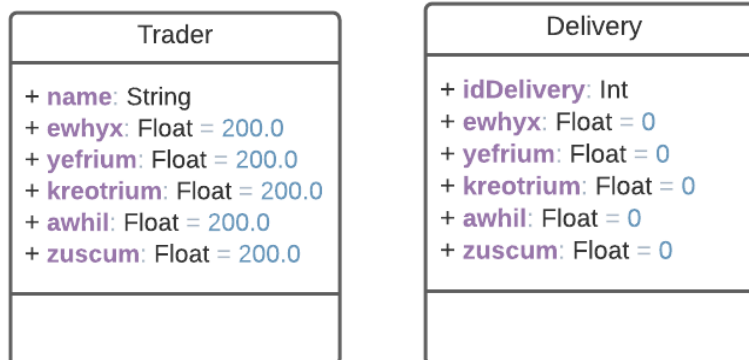 Trader
+ name: String
+ ewhyx: Float = 200.0
+ yefrium: Float = 200.0
+ kreotrium: Float = 200.0
+ awhil: Float = 200.0
+ zuscum: Float = 200.0
Delivery
+ idDelivery: Int
+ ewhyx: Float = 0
+ yefrium: Float = 0
+ kreotrium: Float = 0
+ awhil: Float = 0
+ zuscum: Float = 0